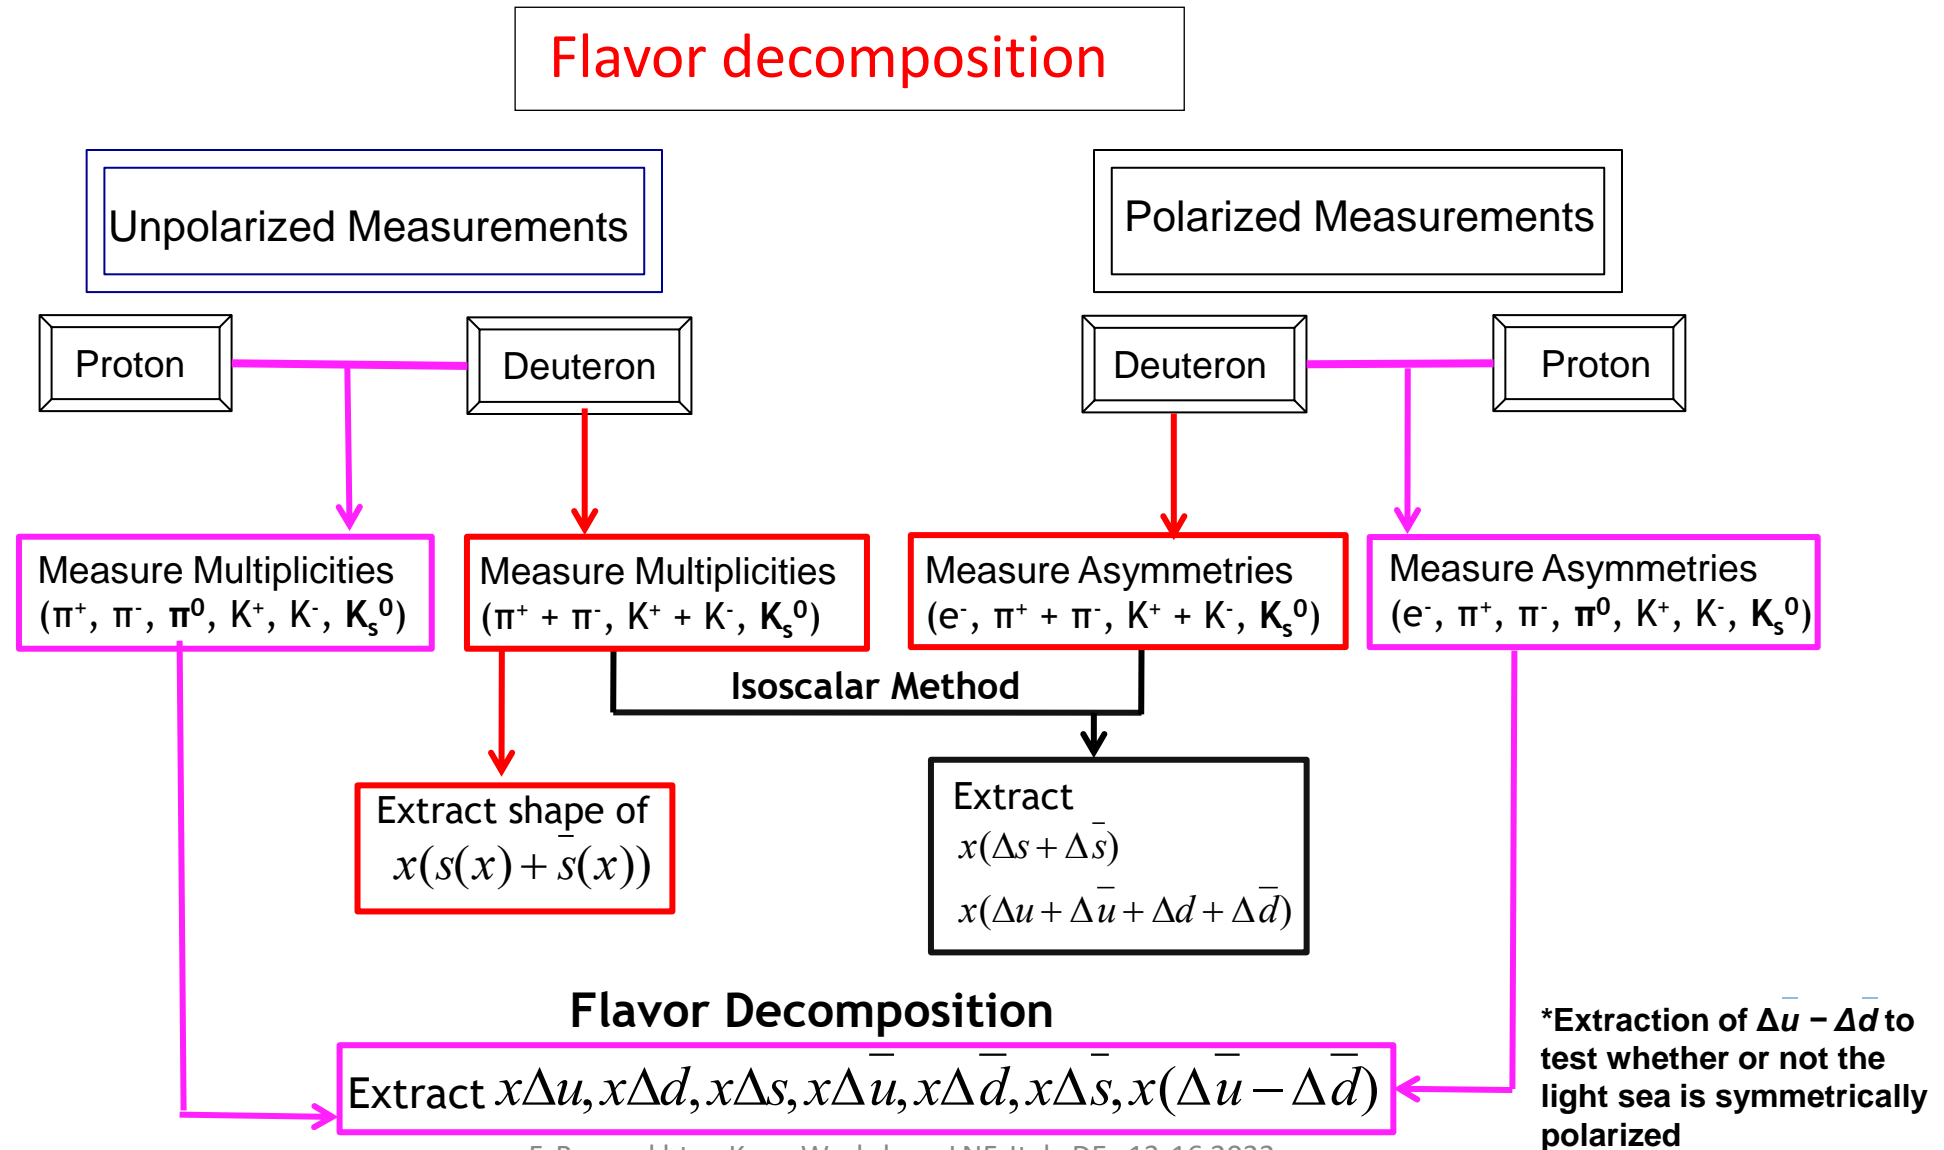 Flavor decomposition
Unpolarized Measurements
Polarized Measurements
Proton
Deuteron
Deuteron
Proton
Measure Multiplicities
(π⁺, π⁻, π⁰, K⁺, K⁻, Kₛ⁰)
Measure Multiplicities
(π⁺ + π⁻, K⁺ + K⁻, Kₛ⁰)
Measure Asymmetries
(e⁻, π⁺ + π⁻, K⁺ + K⁻, Kₛ⁰)
Measure Asymmetries
(e⁻, π⁺, π⁻, π⁰, K⁺, K⁻, Kₛ⁰)
Isoscalar Method
Extract shape of
x(s(x) + s̄(x))
Extract
x(Δs + Δs̄)
x(Δu + Δū + Δd + Δd̄)
Flavor Decomposition
Extract xΔu, xΔd, xΔs, xΔū, xΔd̄, xΔs̄, x(Δū − Δd̄)
*Extraction of Δū − Δd̄ to
test whether or not the
light sea is symmetrically
polarized